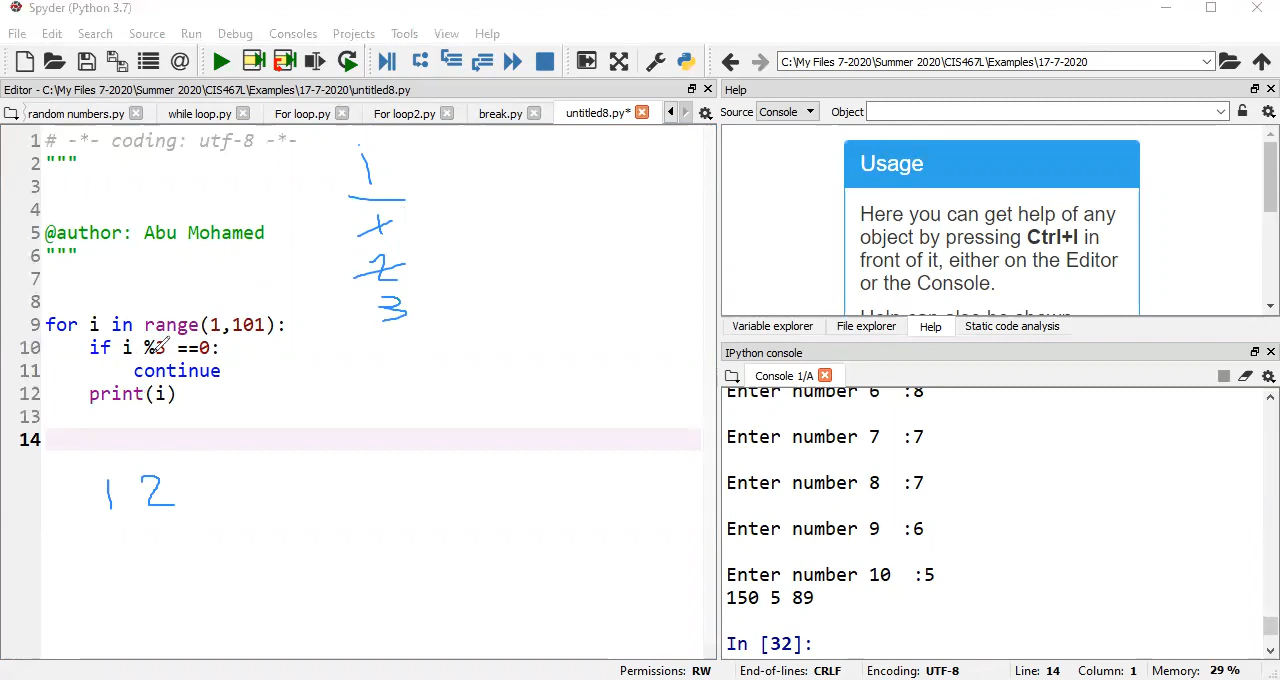 Spyder (Python 3.7)
File Edit Search Source Run Debug Consoles Projects Tools View Help
C:\My Files 7-2020\Summer 2020\CIS467L\Examples\17-7-2020
Editor - C:\My Files 7-2020\Summer 2020\CIS467L\Examples\17-7-2020\untitled8.py
random numbers.py while loop.py For loop.py For loop2.py break.py untitled8.py*
1 # -*- coding: utf-8 -*-
2 """
3
4
5 @author: Abu Mohamed
6 """
7
8
9 for i in range(1,101):
10 if i %3 ==0:
11 continue
12 print(i)
13
14
i
1
2
3
1 2
Help
Source Console Object
Usage
Here you can get help of any
object by pressing Ctrl+I in
front of it, either on the Editor
or the Console.
Variable explorer File explorer Help Static code analysis
IPython console
Console 1/A
Enter number 6 :8
Enter number 7 :7
Enter number 8 :7
Enter number 9 :6
Enter number 10 :5
150 5 89
In [32]:
Permissions: RW End-of-lines: CRLF Encoding: UTF-8 Line: 14 Column: 1 Memory: 29 %